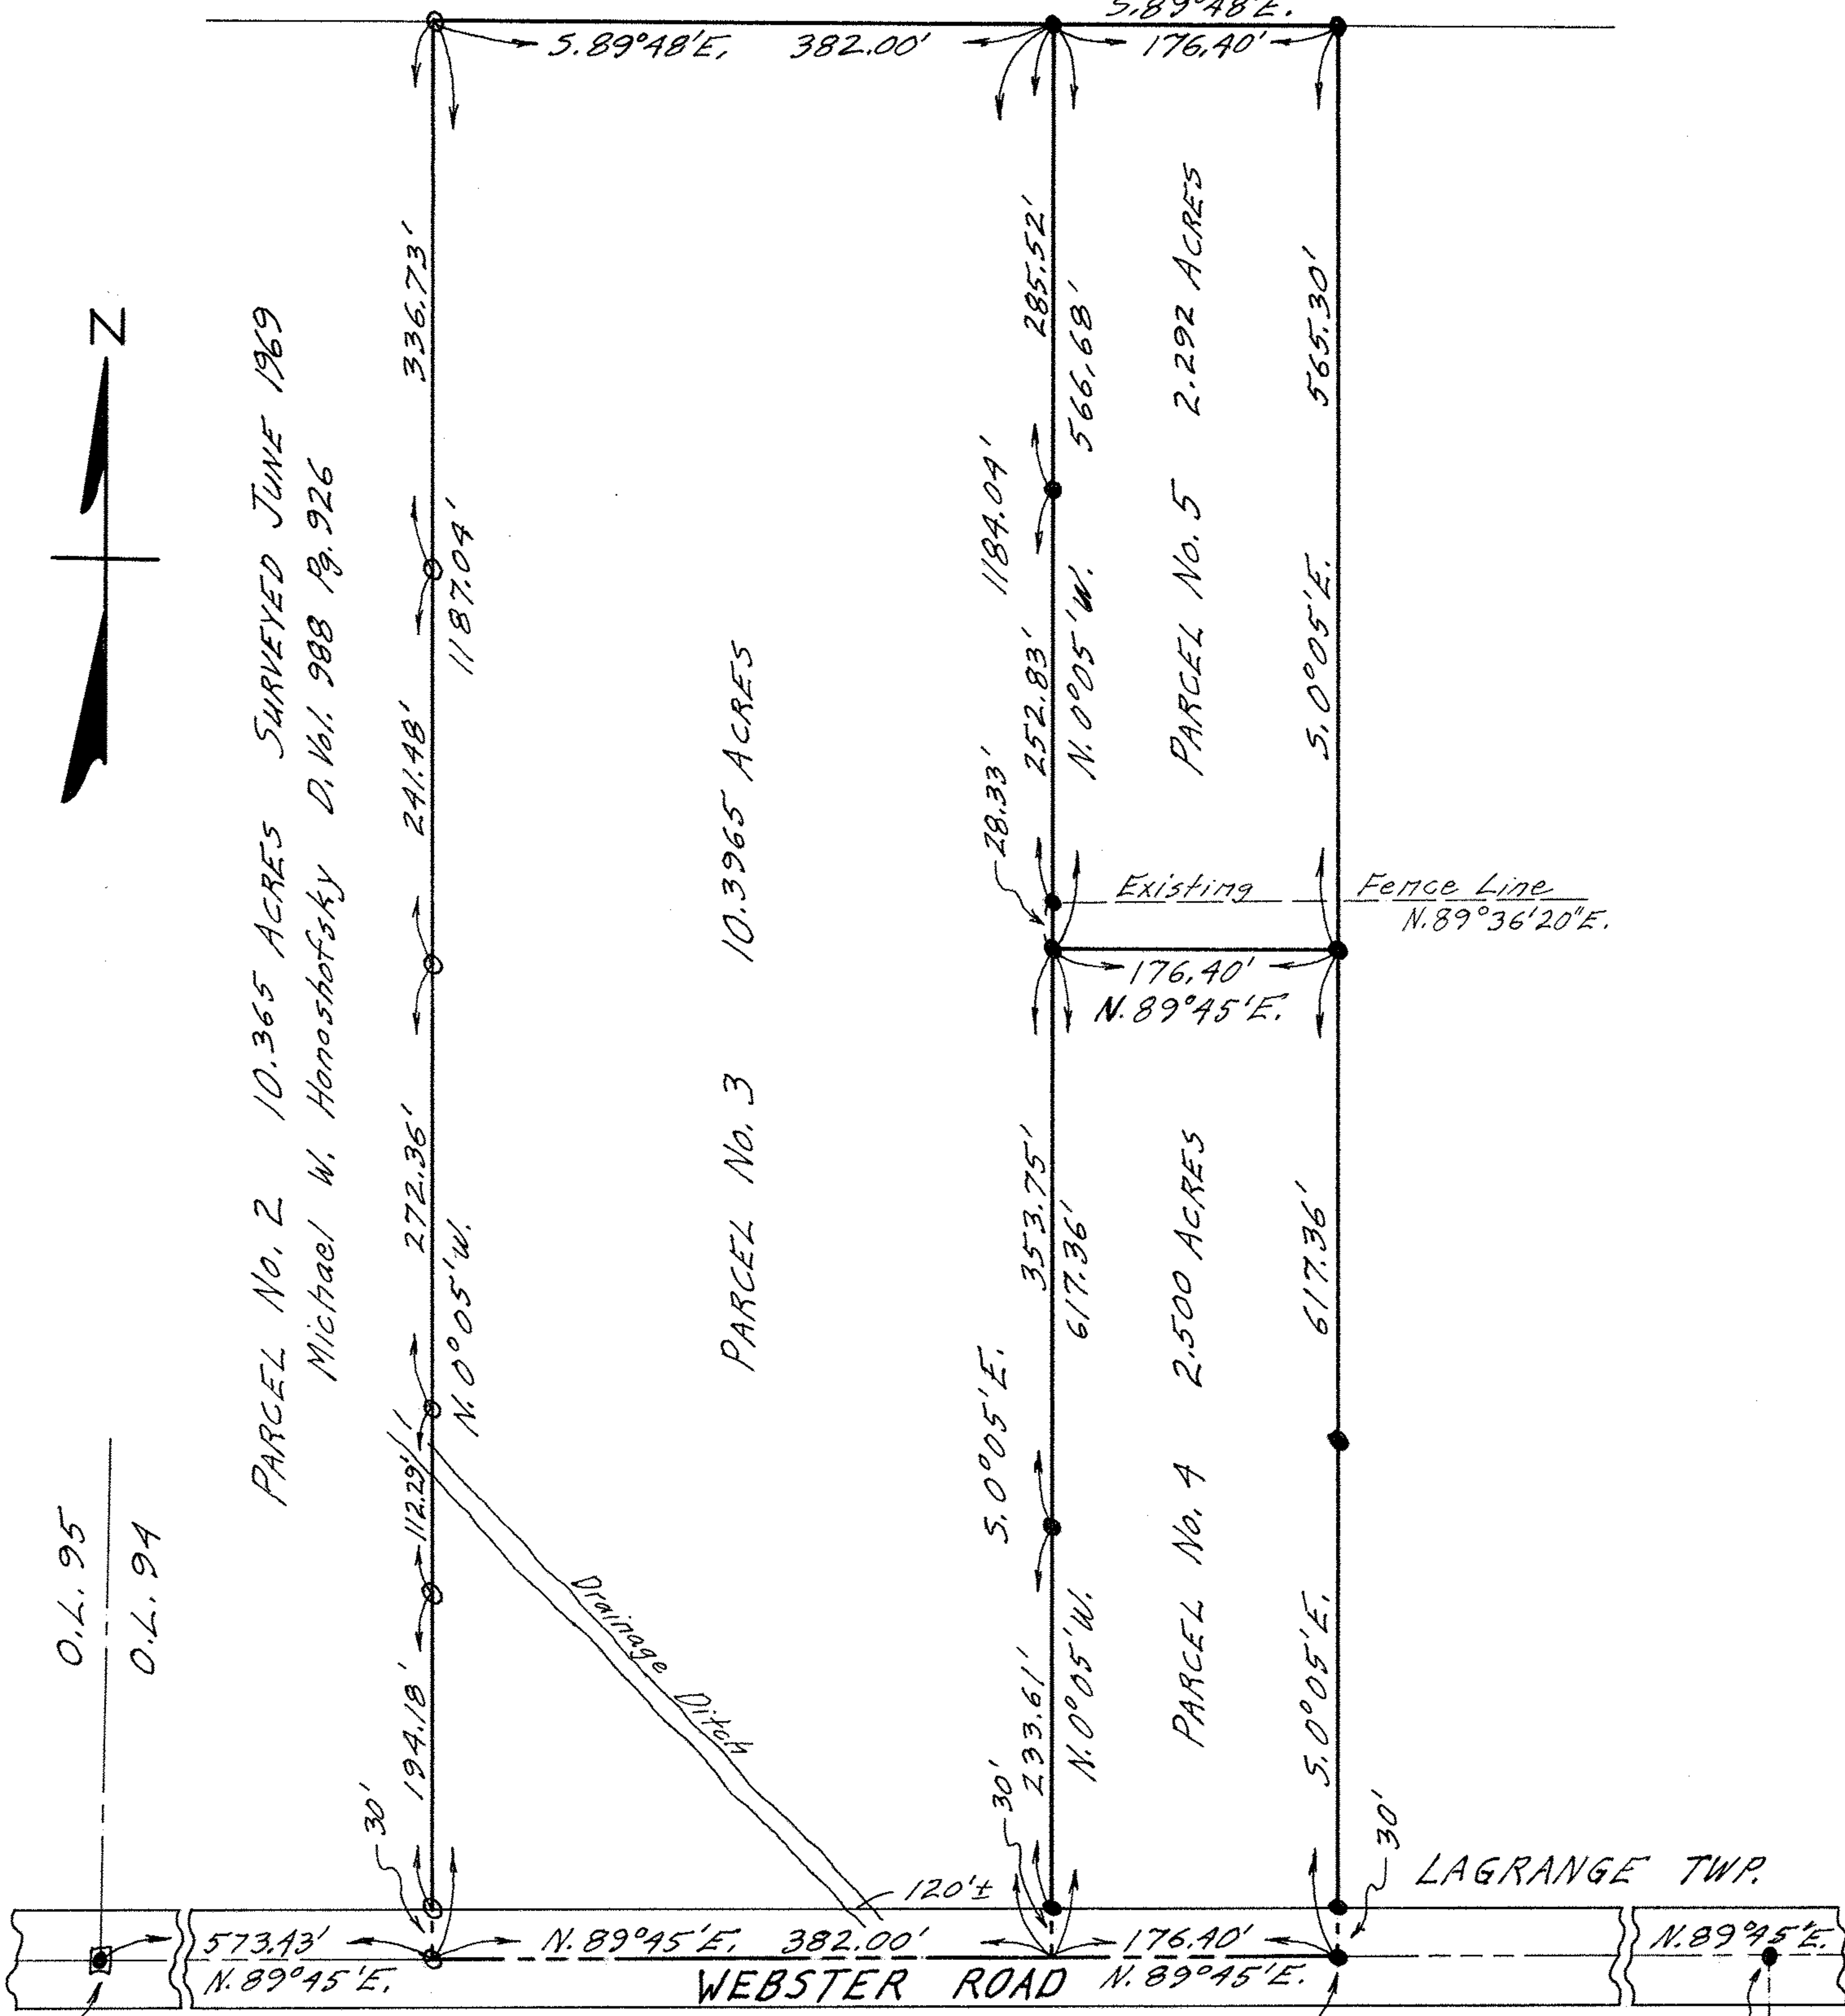 S.89°48'E.
S.89°48'E, 382.00'
176.40'
N
PARCEL No. 2 10.365 ACRES SURVEYED JUNE 1969
Michael W. Honoshofsky D.Vol. 988 Pg. 926
336.73'
1187.04'
241.48'
272.36'
N.0°05'W.
112.29'
194.18'
30'
O.L. 95
O.L. 94
PARCEL No. 3 10.3965 ACRES
Drainage Ditch
285.52'
566.68'
1184.04'
252.83'
N.0°05'W.
28.33'
PARCEL No. 5 2.292 ACRES
565.30'
S.0°05'E.
Existing Fence Line
N.89°36'20"E.
176.40'
N.89°45'E.
353.75'
617.36'
S.0°05'E.
233.61'
N.0°05'W.
30'
PARCEL No. 4 2.500 ACRES
617.36'
S.0°05'E.
30'
LAGRANGE TWP.
120'±
573.43'
N.89°45'E.
N.89°45'E. 382.00'
176.40'
N.89°45'E.
N.89°45'E.
WEBSTER ROAD